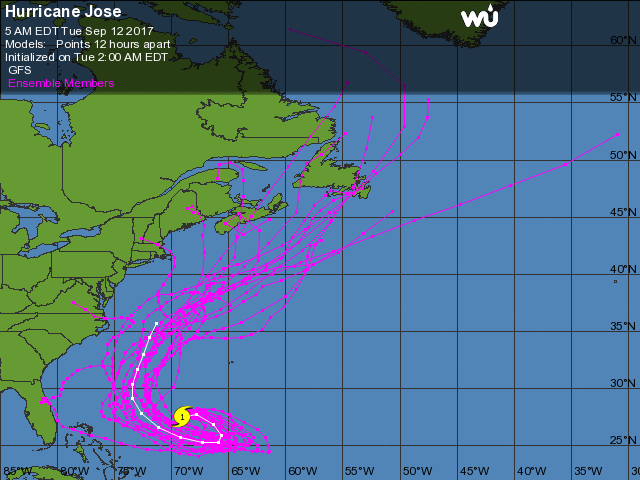 Hurricane Jose
5 AM EDT Tue Sep 12 2017
Models: Points 12 hours apart
Initialized on Tue 2:00 AM EDT
GFS
Ensemble Members
wu
60°N
55°N
50°N
45°N
40°N
35°N
30°N
1
25°N
85°W 80°W 75°W 70°W 65°W 60°W 55°W 50°W 45°W 40°W 35°W 30